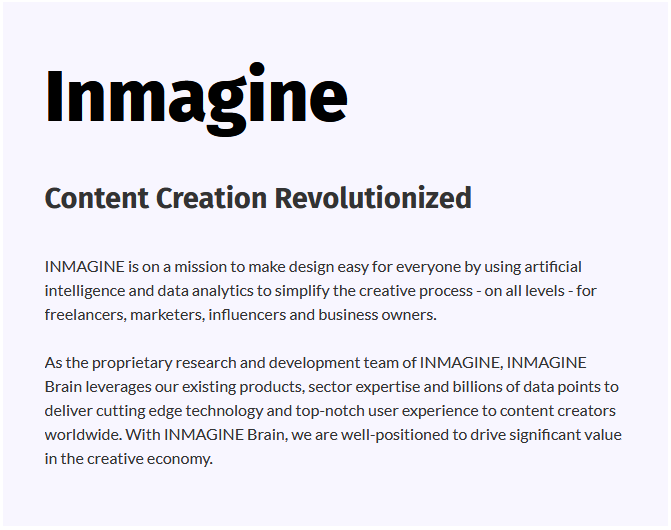 Inmagine
Content Creation Revolutionized
INMAGINE is on a mission to make design easy for everyone by using artificial
intelligence and data analytics to simplify the creative process - on all levels - for
freelancers, marketers, influencers and business owners.
As the proprietary research and development team of INMAGINE, INMAGINE
Brain leverages our existing products, sector expertise and billions of data points to
deliver cutting edge technology and top-notch user experience to content creators
worldwide. With INMAGINE Brain, we are well-positioned to drive significant value
in the creative economy.